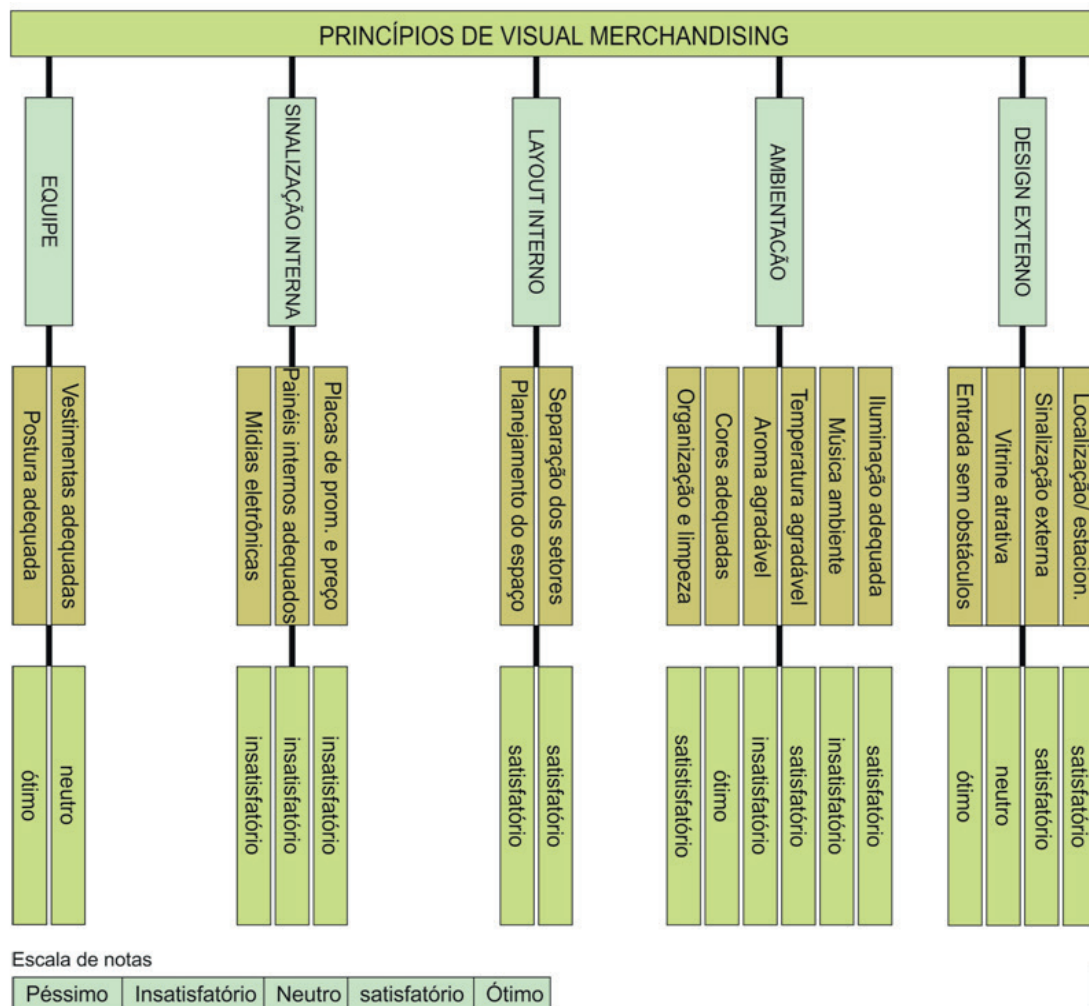 PRINCÍPIOS DE VISUAL MERCHANDISING
EQUIPE
SINALIZAÇÃO INTERNA
LAYOUT INTERNO
AMBIENTACÃO
DESIGN EXTERNO
Postura adequada
Vestimentas adequadas
Mídias eletrônicas
Painéis internos adequados
Placas de prom. e preço
Planejamento do espaço
Separação dos setores
Organização e limpeza
Cores adequadas
Aroma agradável
Temperatura agradável
Música ambiente
Iluminação adequada
Entrada sem obstáculos
Vitrine atrativa
Sinalização externa
Localização/ estacion.
ótimo
neutro
insatisfatório
insatisfatório
insatisfatório
satisfatório
satisfatório
satistisfatório
ótimo
insatisfatório
satisfatório
insatisfatório
satisfatório
ótimo
neutro
satisfatório
satisfatório
Escala de notas
Péssimo Insatisfatório Neutro satisfatório Ótimo